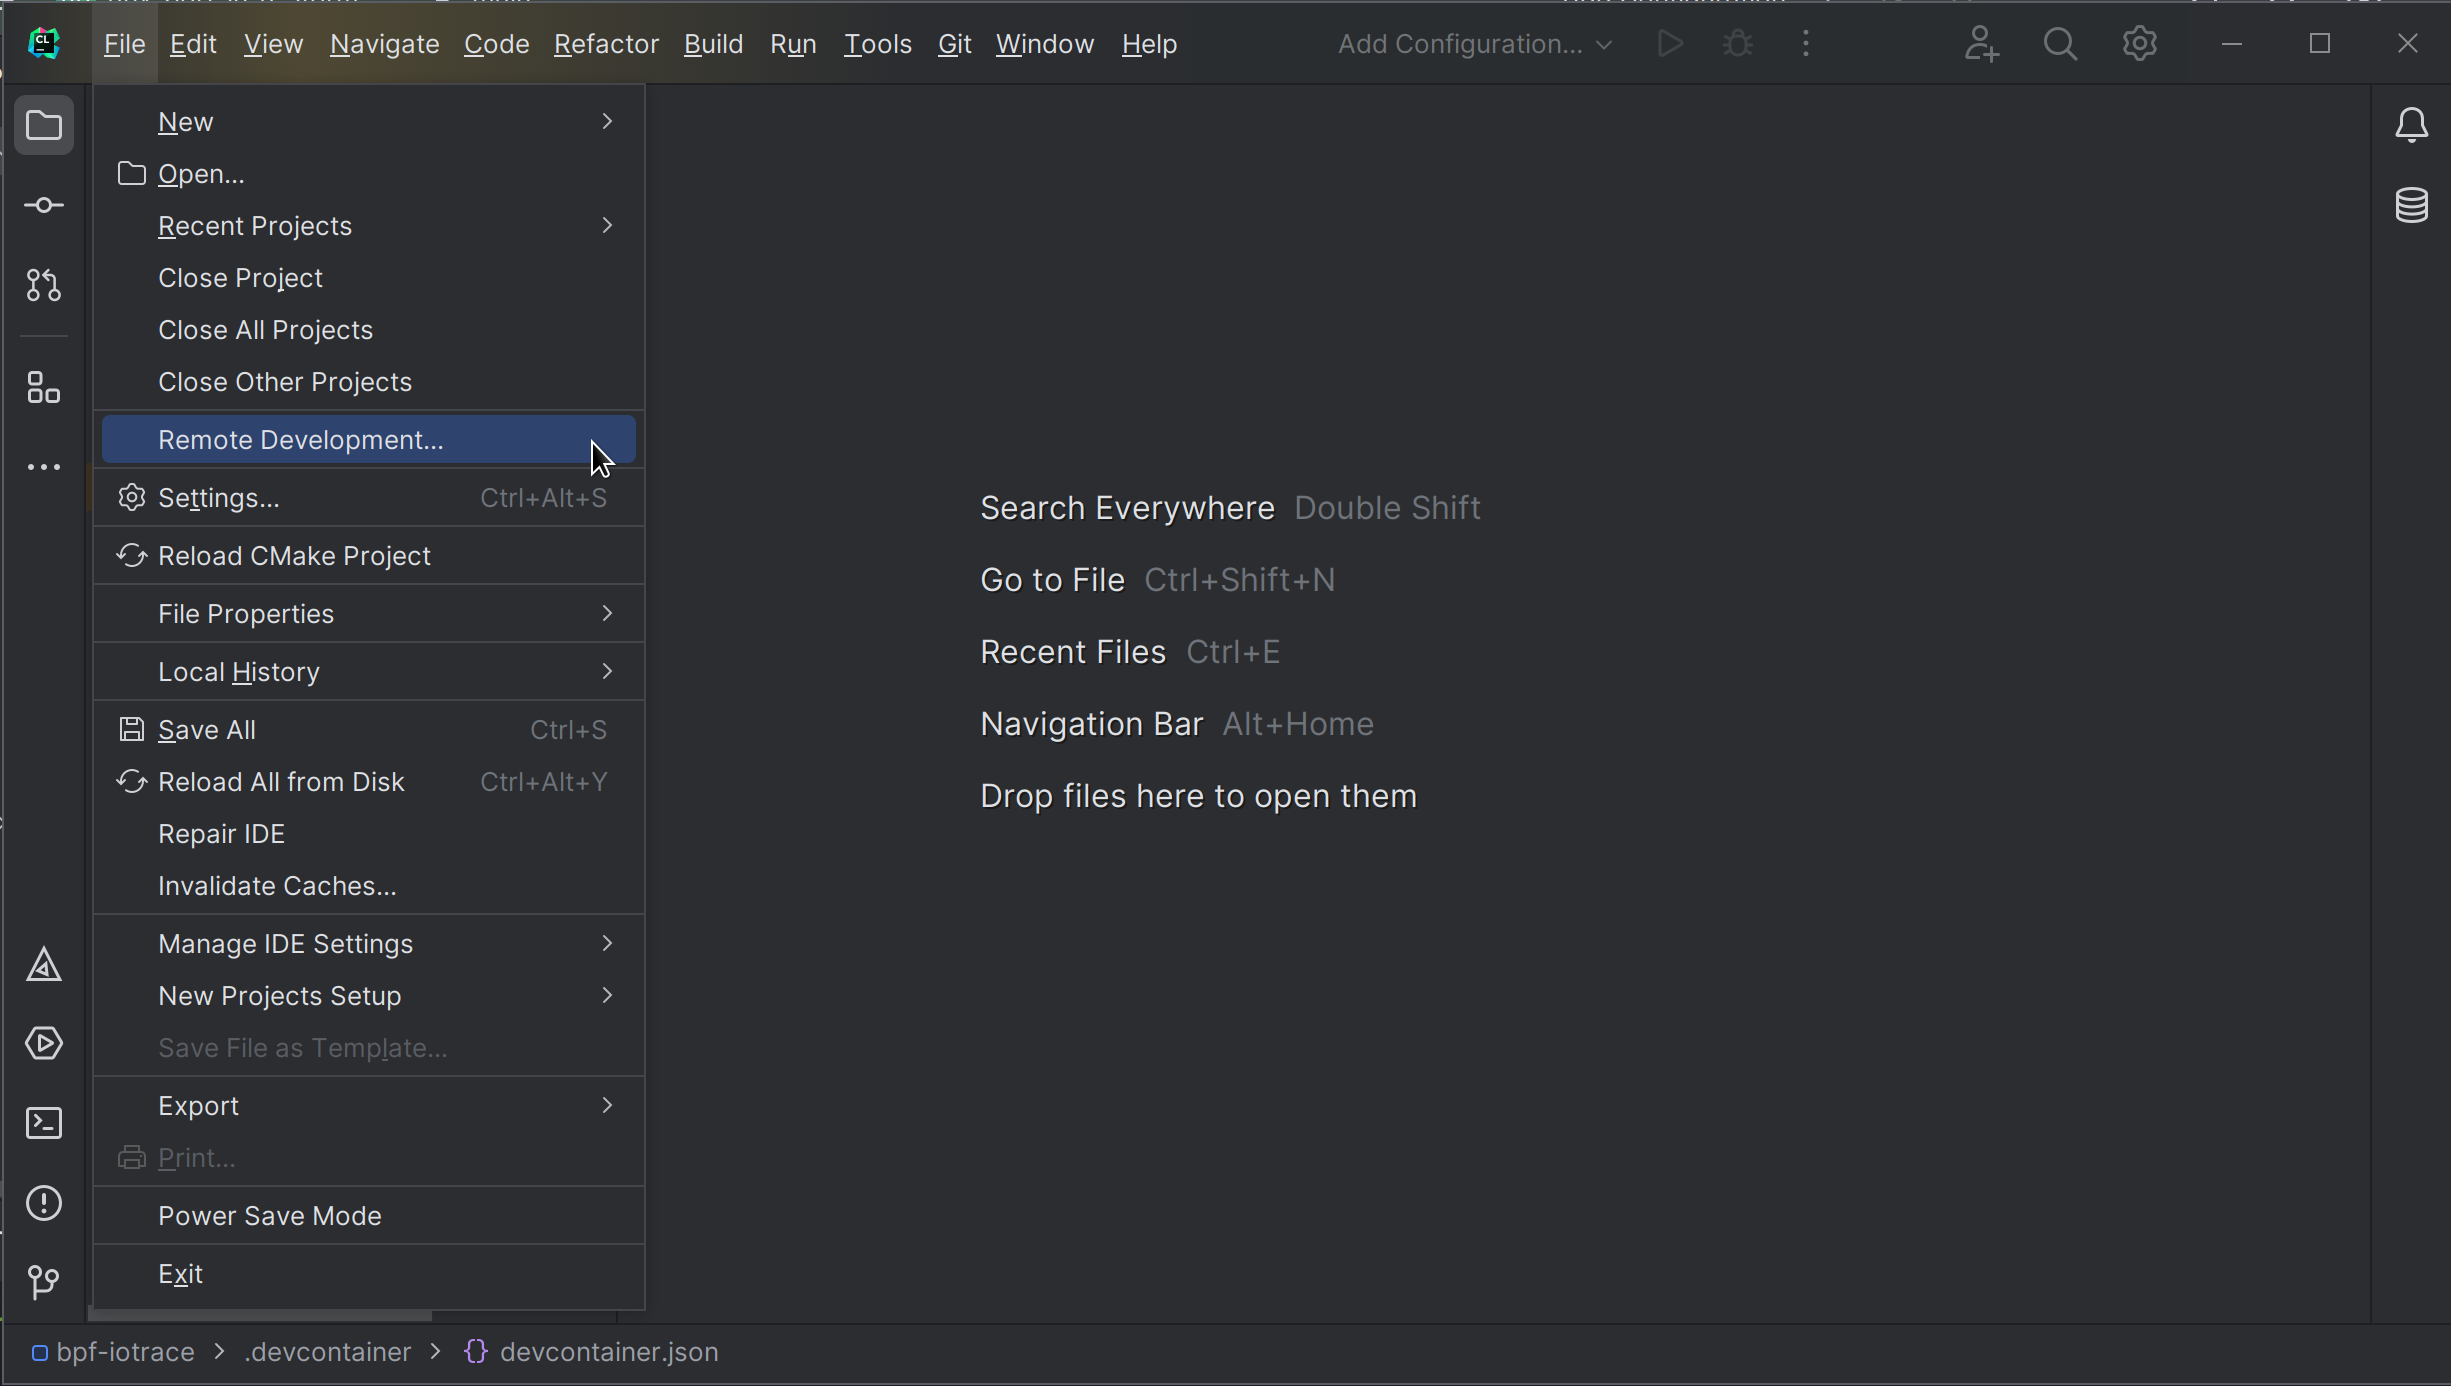 CL
File Edit View Navigate Code Refactor Build Run Tools Git Window Help Add Configuration...
New
Open...
Recent Projects
Close Project
Close All Projects
Close Other Projects
Remote Development...
Settings... Ctrl+Alt+S
Reload CMake Project
File Properties
Local History
Save All Ctrl+S
Reload All from Disk Ctrl+Alt+Y
Repair IDE
Invalidate Caches...
Manage IDE Settings
New Projects Setup
Save File as Template...
Export
Print...
Power Save Mode
Exit
Search Everywhere Double Shift
Go to File Ctrl+Shift+N
Recent Files Ctrl+E
Navigation Bar Alt+Home
Drop files here to open them
bpf-iotrace > .devcontainer > {} devcontainer.json